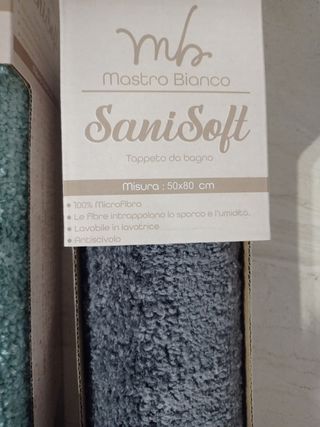 mb
Mastro Bianco
SaniSoft
Tappeto da bagno
Misura : 50x80 cm
• 100% Microfibra
• Le fibre intrappolano lo sporco e l'umidità.
• Lavabile in lavatrice
• Antiscivolo